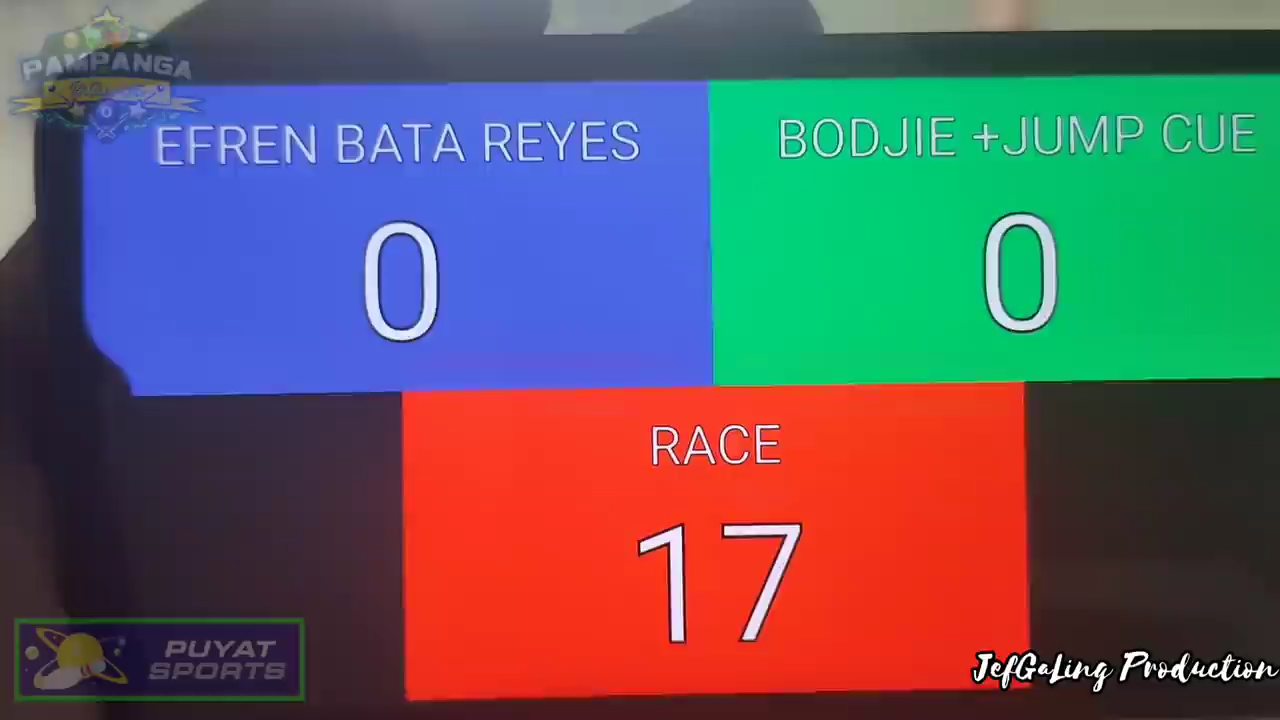 PAMPANGA
EFREN BATA REYES
BODJIE +JUMP CUE
0
0
RACE
17
PUYAT
SPORTS
JefGaLing Production